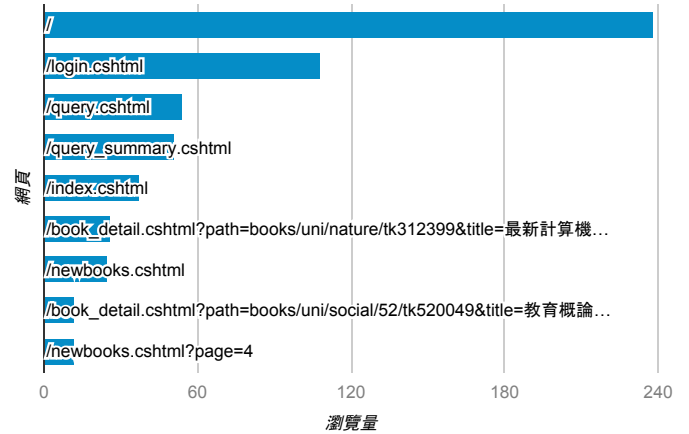 /
/login.cshtml
/query.cshtml
/query_summary.cshtml
/index.cshtml
/book_detail.cshtml?path=books/uni/nature/tk312399&title=最新計算機…
/newbooks.cshtml
/book_detail.cshtml?path=books/uni/social/52/tk520049&title=教育概論…
/newbooks.cshtml?page=4
網頁
0 60 120 180 240
瀏覽量